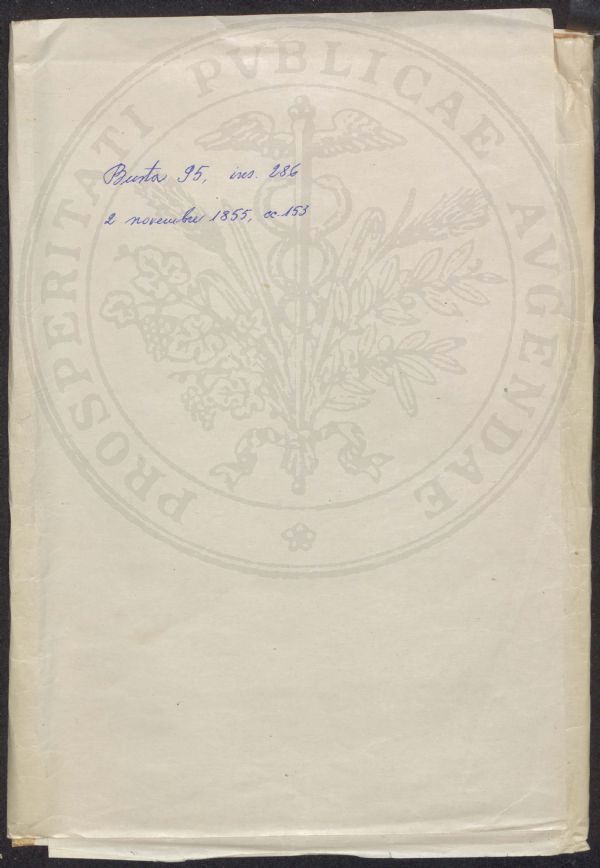 Busta 95, ins. 286
2 novembre 1855, cc 153
PROSPERITATI PVBLICAE AVGENDAE